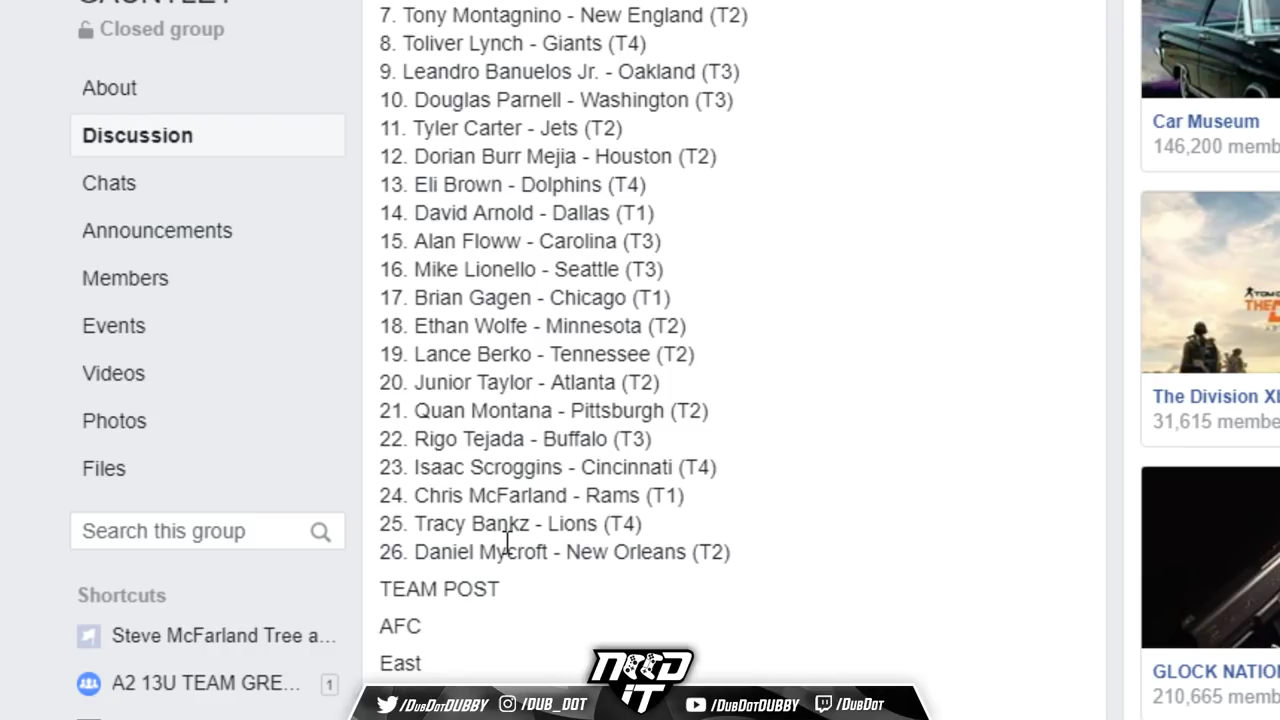 Closed group
About
Discussion
Chats
Announcements
Members
Events
Videos
Photos
Files
Search this group
Shortcuts
Steve McFarland Tree a...
A2 13U TEAM GRE...
1
7. Tony Montagnino - New England (T2)
8. Toliver Lynch - Giants (T4)
9. Leandro Banuelos Jr. - Oakland (T3)
10. Douglas Parnell - Washington (T3)
11. Tyler Carter - Jets (T2)
12. Dorian Burr Mejia - Houston (T2)
13. Eli Brown - Dolphins (T4)
14. David Arnold - Dallas (T1)
15. Alan Floww - Carolina (T3)
16. Mike Lionello - Seattle (T3)
17. Brian Gagen - Chicago (T1)
18. Ethan Wolfe - Minnesota (T2)
19. Lance Berko - Tennessee (T2)
20. Junior Taylor - Atlanta (T2)
21. Quan Montana - Pittsburgh (T2)
22. Rigo Tejada - Buffalo (T3)
23. Isaac Scroggins - Cincinnati (T4)
24. Chris McFarland - Rams (T1)
25. Tracy Bankz - Lions (T4)
26. Daniel Mycroft - New Orleans (T2)
TEAM POST
AFC
East
Car Museum
146,200 memb
The Division
31,615 membe
GLOCK NATIO
210,665 mem
NEED
IT
/DubDotDUBBY
/DUB_DOT
/DubDotDUBBY
/DubDot